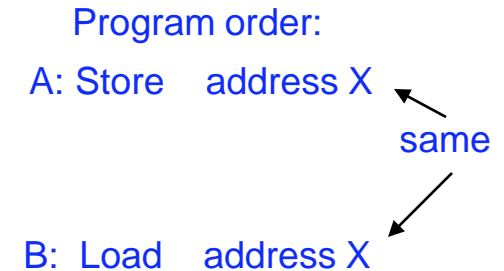 Program order:
A: Store address X
same
B: Load address X